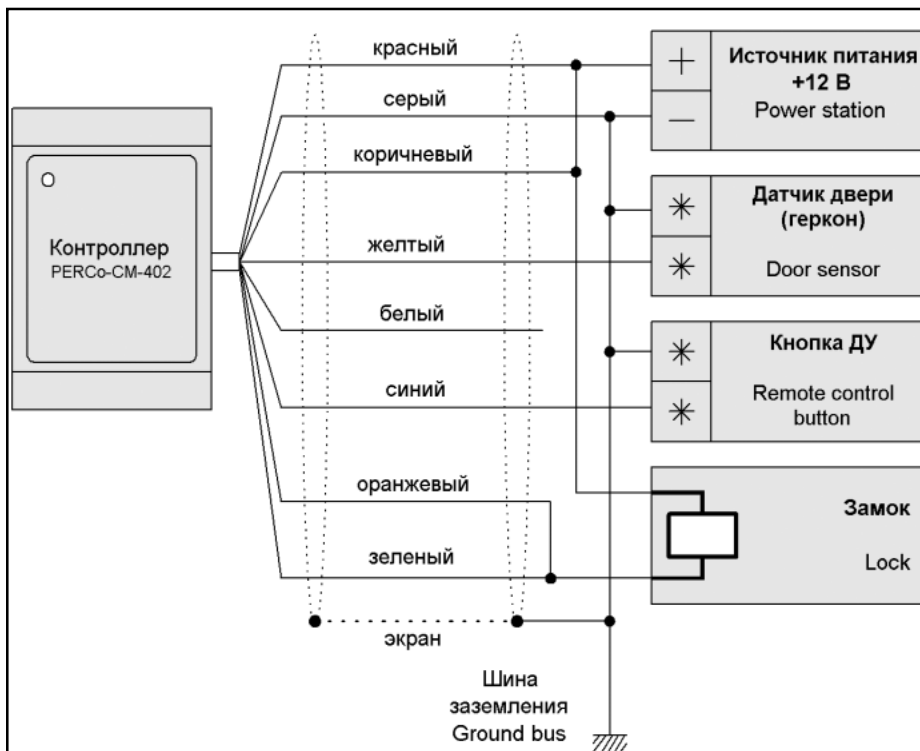 красный
серый
коричневый
желтый
белый
синий
оранжевый
зеленый
экран
Контроллер
PERCo-CM-402
+
Источник питания
+12 В
Power station
—
Датчик двери
(геркон)
Door sensor
Кнопка ДУ
Remote control
button
Замок
Lock
Шина
заземления
Ground bus